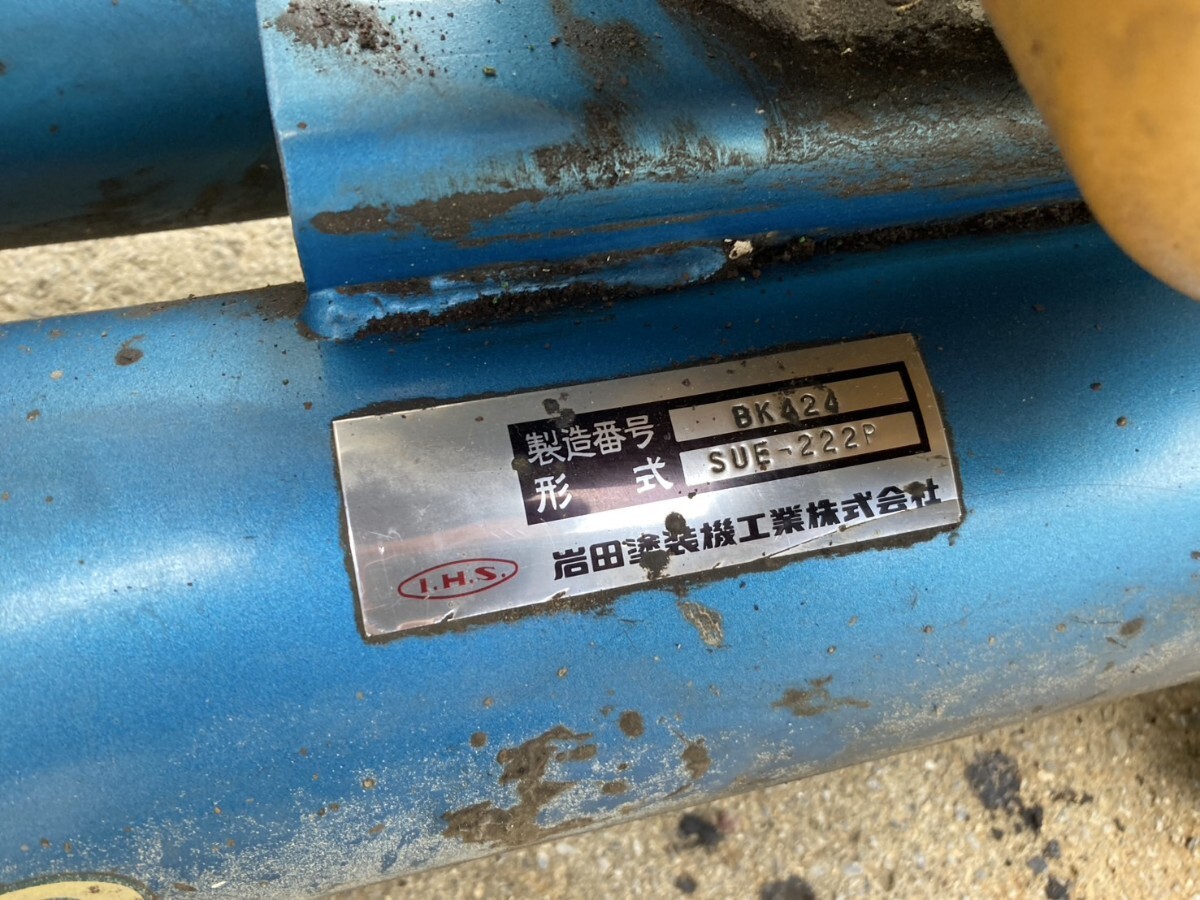 製造番号 BK424
形 式 SUE-222P
I.H.S. 岩田塗装機工業株式会社